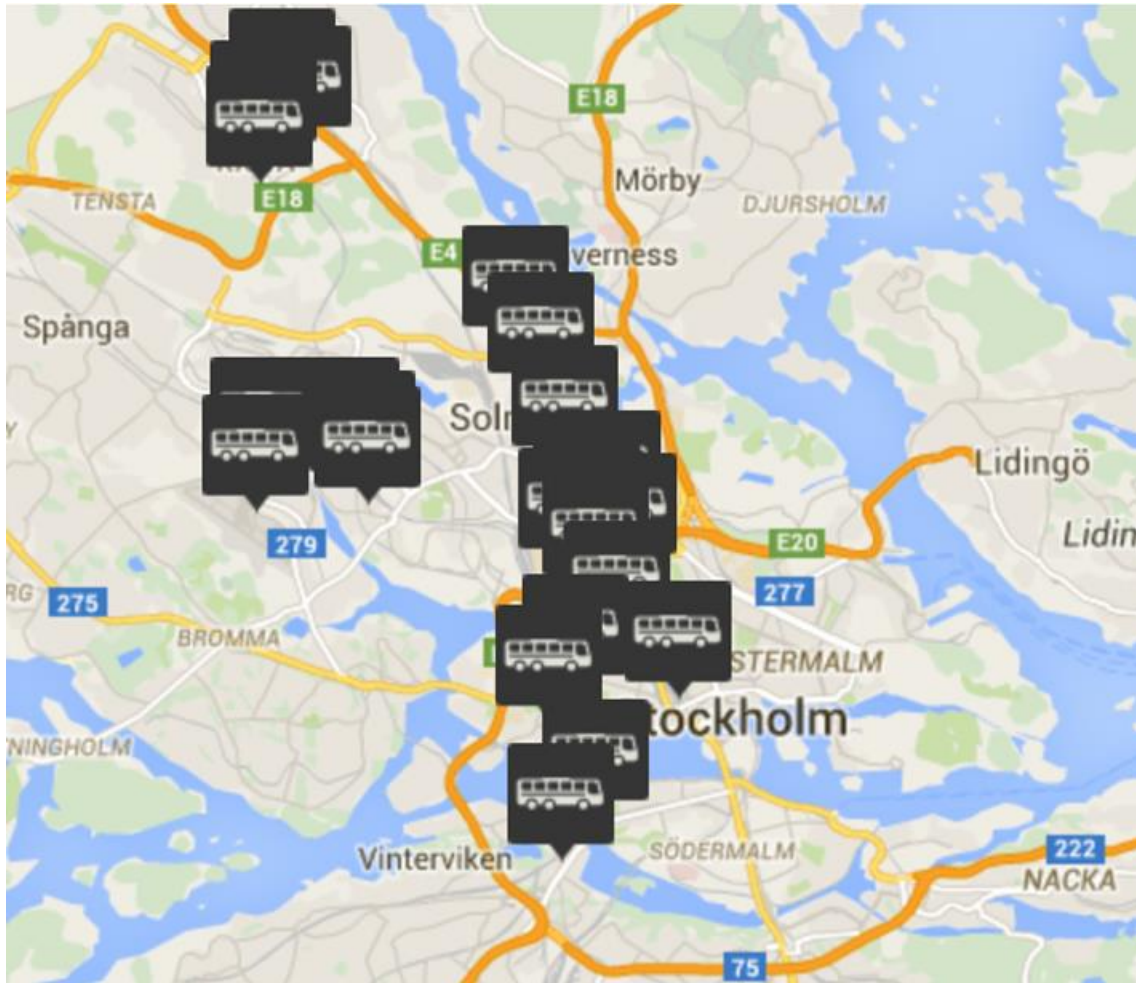 E18
Mörby
TENSTA
E18
DJURSHOLM
E4
verness
Spånga
Soln
Lidingö
279
E20
Lidin
RG
275
277
BROMMA
STERMALM
tockholm
NINGHOLM
Vinterviken
SÖDERMALM
222
NACKA
75